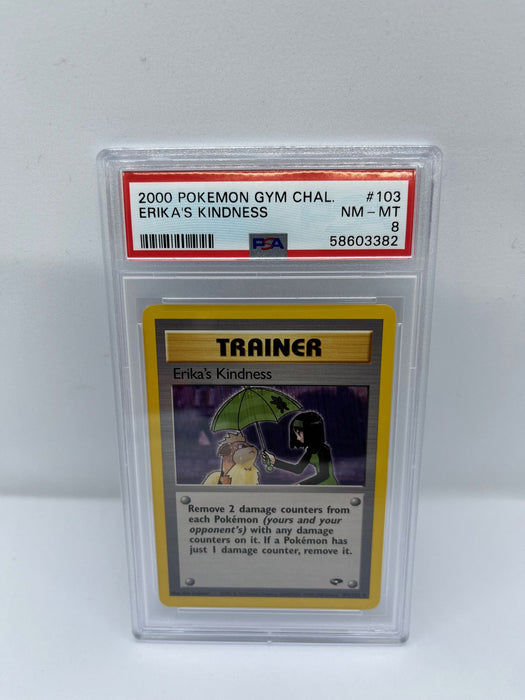 2000 POKEMON GYM CHAL. #103
ERIKA'S KINDNESS NM - MT
8
PSA 58603382
TRAINER
Erika's Kindness
Remove 2 damage counters from
each Pokémon (yours and your
opponent's) with any damage
counters on it. If a Pokémon has
just 1 damage counter, remove it.